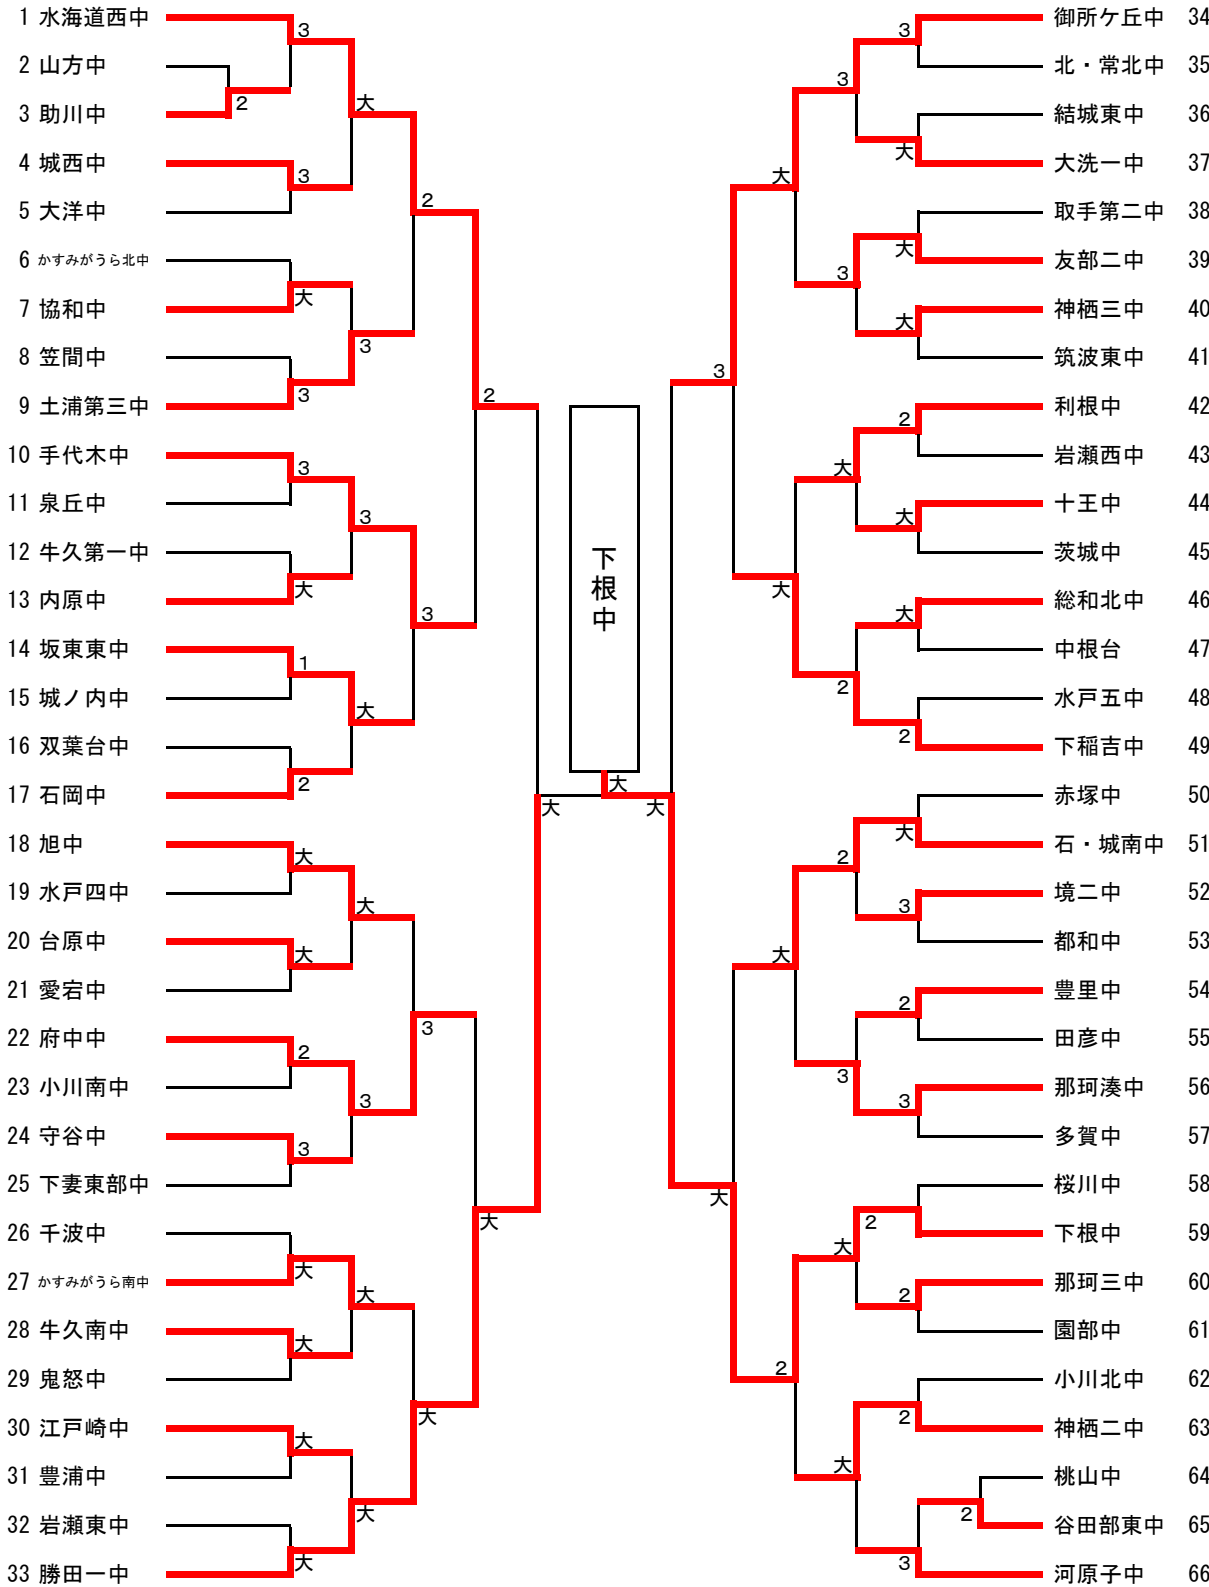 1 水海道西中
2 山方中
3 助川中
4 城西中
5 大洋中
6 かすみがうら北中
7 協和中
8 笠間中
9 土浦第三中
10 手代木中
11 泉丘中
12 牛久第一中
13 内原中
14 坂東東中
15 城ノ内中
16 双葉台中
17 石岡中
18 旭中
19 水戸四中
20 台原中
21 愛宕中
22 府中中
23 小川南中
24 守谷中
25 下妻東部中
26 千波中
27 かすみがうら南中
28 牛久南中
29 鬼怒中
30 江戸崎中
31 豊浦中
32 岩瀬東中
33 勝田一中
3
2
3
大
3
3
大
3
1
2
大
大
2
3
大
大
大
大
大
3
3
大
大
3
大
大
大
大
2
3
3
大
2
大
大
下根中
大
大
3
大
大
大
大
2
3
3
大
2
2
3
大
大
3
大
大
2
大
大
2
大
3
2
3
2
2
2
3
御所ケ丘中 34
北・常北中 35
結城東中 36
大洗一中 37
取手第二中 38
友部二中 39
神栖三中 40
筑波東中 41
利根中 42
岩瀬西中 43
十王中 44
茨城中 45
総和北中 46
中根台 47
水戸五中 48
下稲吉中 49
赤塚中 50
石・城南中 51
境二中 52
都和中 53
豊里中 54
田彦中 55
那珂湊中 56
多賀中 57
桜川中 58
下根中 59
那珂三中 60
園部中 61
小川北中 62
神栖二中 63
桃山中 64
谷田部東中 65
河原子中 66